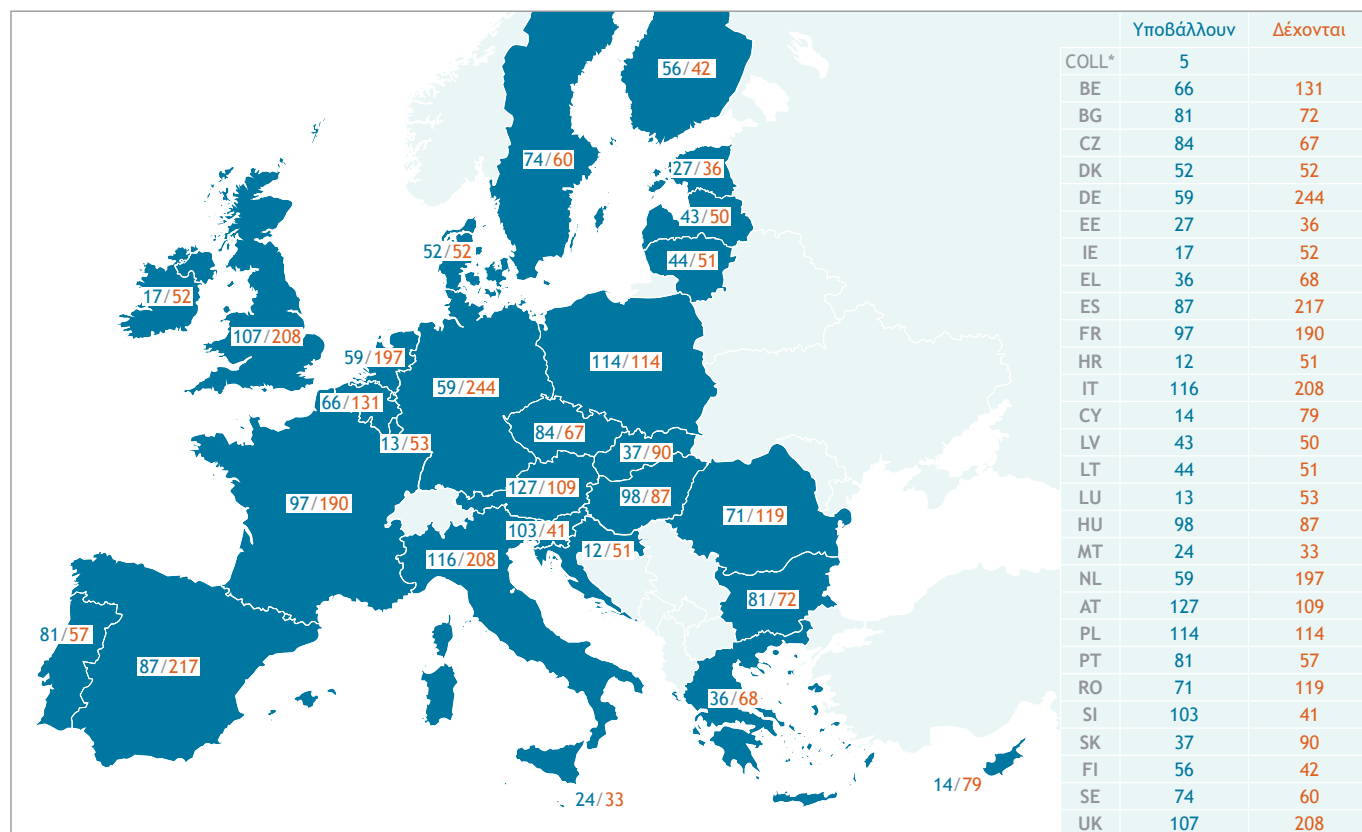 56/42
74/60
27/36
43/50
52/52
44/51
17/52
107/208
59/197
114/114
59/244
66/131
84/67
13/53
37/90
127/109
98/87
97/190
71/119
103/41
12/51
116/208
81/72
81/57
87/217
36/68
14/79
24/33
Υποβάλλουν Δέχονται
COLL* 5
BE 66 131
BG 81 72
CZ 84 67
DK 52 52
DE 59 244
EE 27 36
IE 17 52
EL 36 68
ES 87 217
FR 97 190
HR 12 51
IT 116 208
CY 14 79
LV 43 50
LT 44 51
LU 13 53
HU 98 87
MT 24 33
NL 59 197
AT 127 109
PL 114 114
PT 81 57
RO 71 119
SI 103 41
SK 37 90
FI 56 42
SE 74 60
UK 107 208